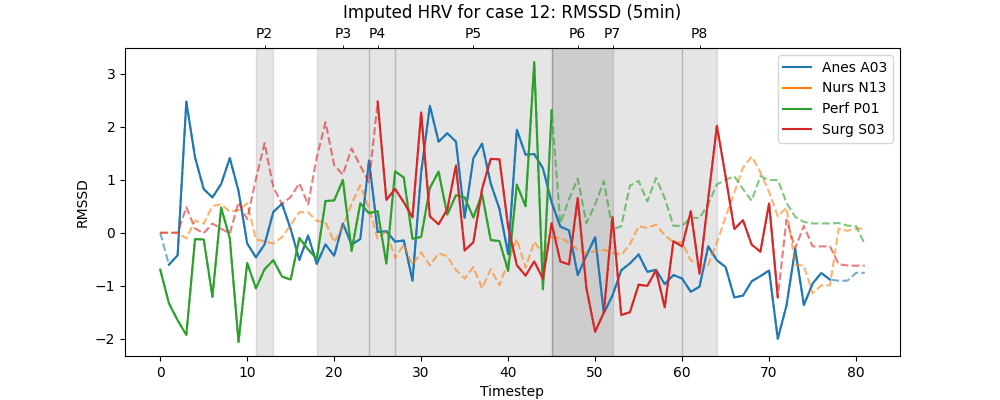 Imputed HRV for case 12: RMSSD (5min)
P2 P3 P4 P5 P6 P7 P8
Anes A03
Nurs N13
Perf P01
Surg S03
RMSSD
3
2
1
0
−1
−2
0 10 20 30 40 50 60 70 80
Timestep